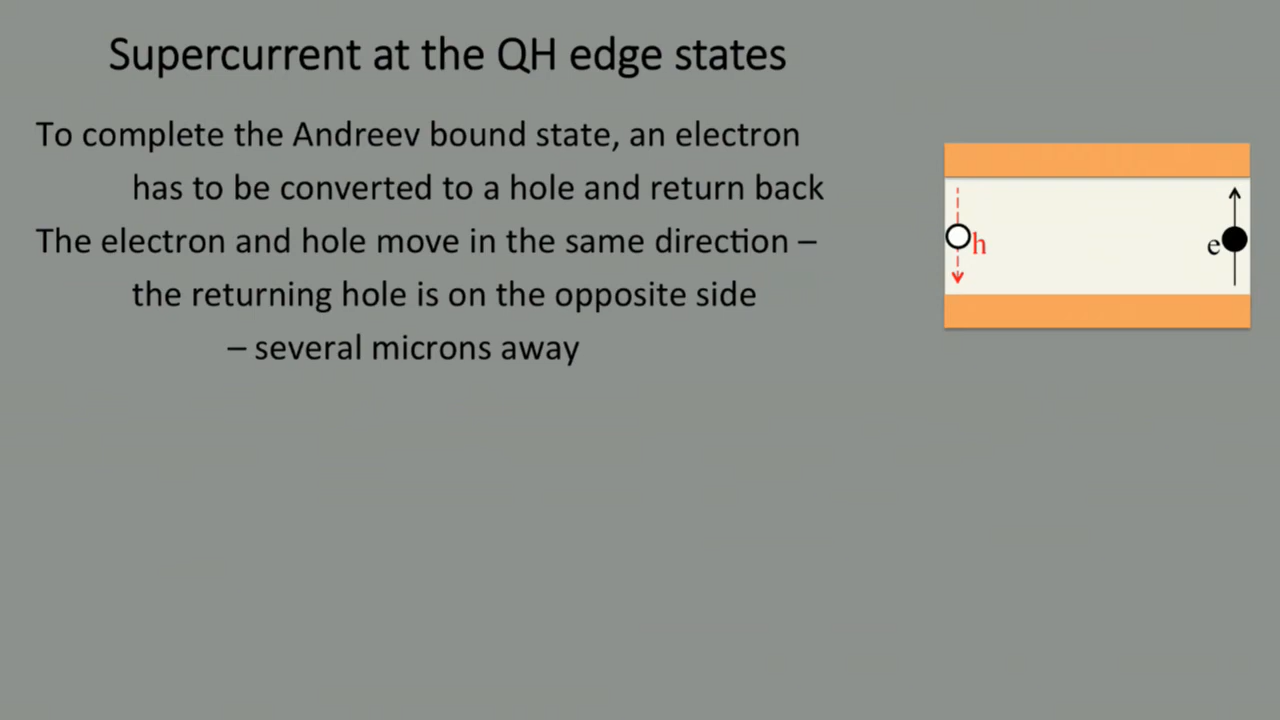 Supercurrent at the QH edge states
To complete the Andreev bound state, an electron
has to be converted to a hole and return back
The electron and hole move in the same direction –
the returning hole is on the opposite side
– several microns away
h
e